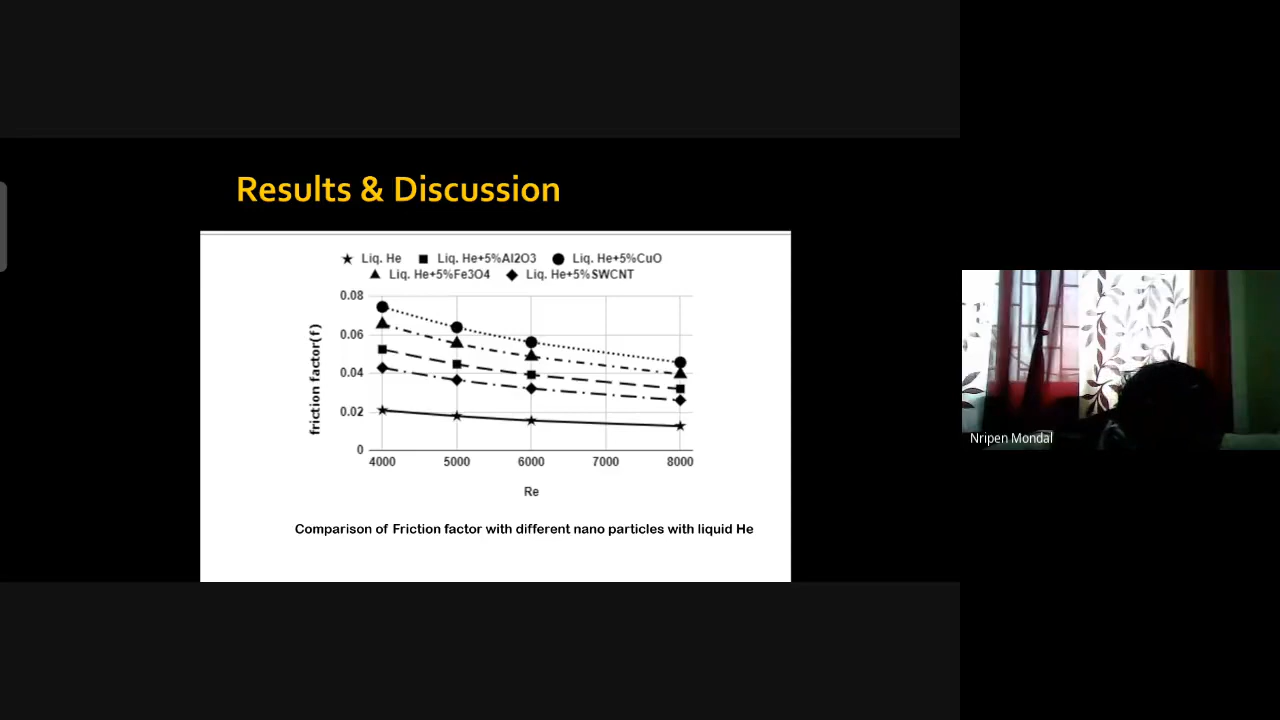 Results & Discussion
Liq. He Liq. He+5%Al2O3 Liq. He+5%CuO
Liq. He+5%Fe3O4 Liq. He+5%SWCNT
0.08
0.06
0.04
0.02
0
friction factor(f)
4000 5000 6000 7000 8000
Re
Comparison of Friction factor with different nano particles with liquid He
Nripen Mondal